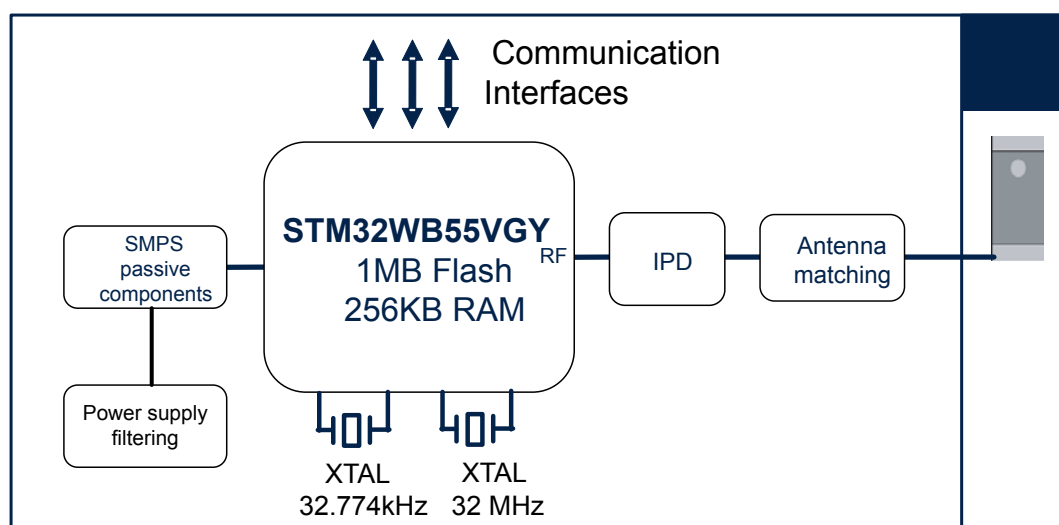 Communication
Interfaces
STM32WB55VGY
1MB Flash
256KB RAM
RF
SMPS
passive
components
Power supply
filtering
IPD
Antenna
matching
XTAL
32.774kHz
XTAL
32 MHz